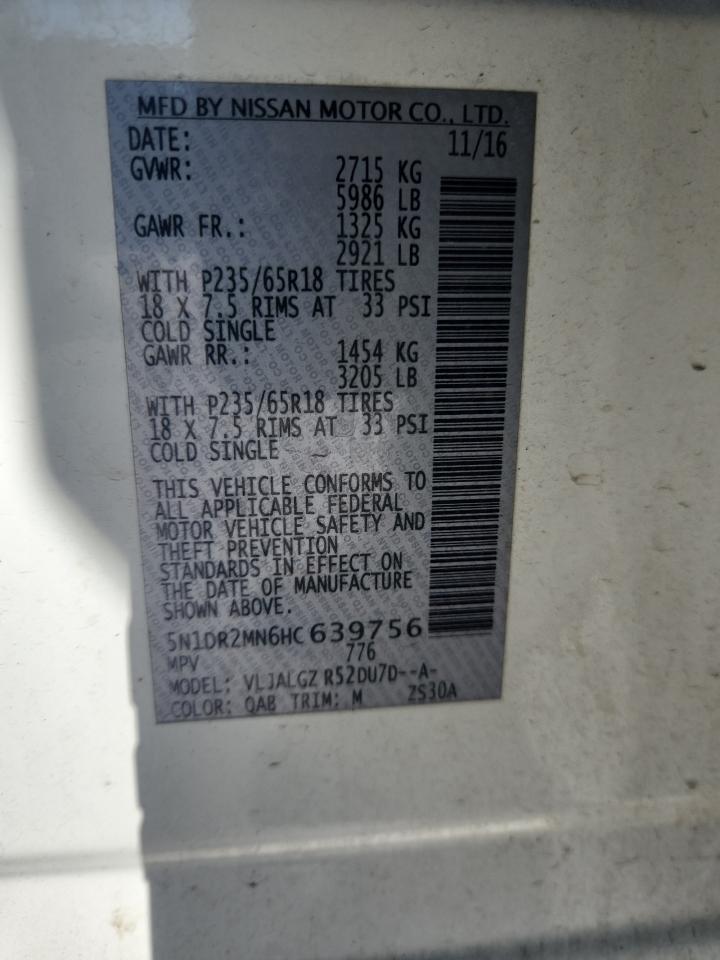 MFD BY NISSAN MOTOR CO., LTD.
DATE: 11/16
GVWR: 2715 KG
5986 LB
GAWR FR.: 1325 KG
2921 LB
WITH P235/65R18 TIRES
18 X 7.5 RIMS AT 33 PSI
COLD SINGLE
GAWR RR.: 1454 KG
3205 LB
WITH P235/65R18 TIRES
18 X 7.5 RIMS AT 33 PSI
COLD SINGLE
THIS VEHICLE CONFORMS TO
ALL APPLICABLE FEDERAL
MOTOR VEHICLE SAFETY AND
THEFT PREVENTION
STANDARDS IN EFFECT ON
THE DATE OF MANUFACTURE
SHOWN ABOVE.
5N1DR2MN6HC639756
MPV 776
MODEL: VLJALGZ R52DU7D--A-
COLOR: QAB TRIM: M ZS30A